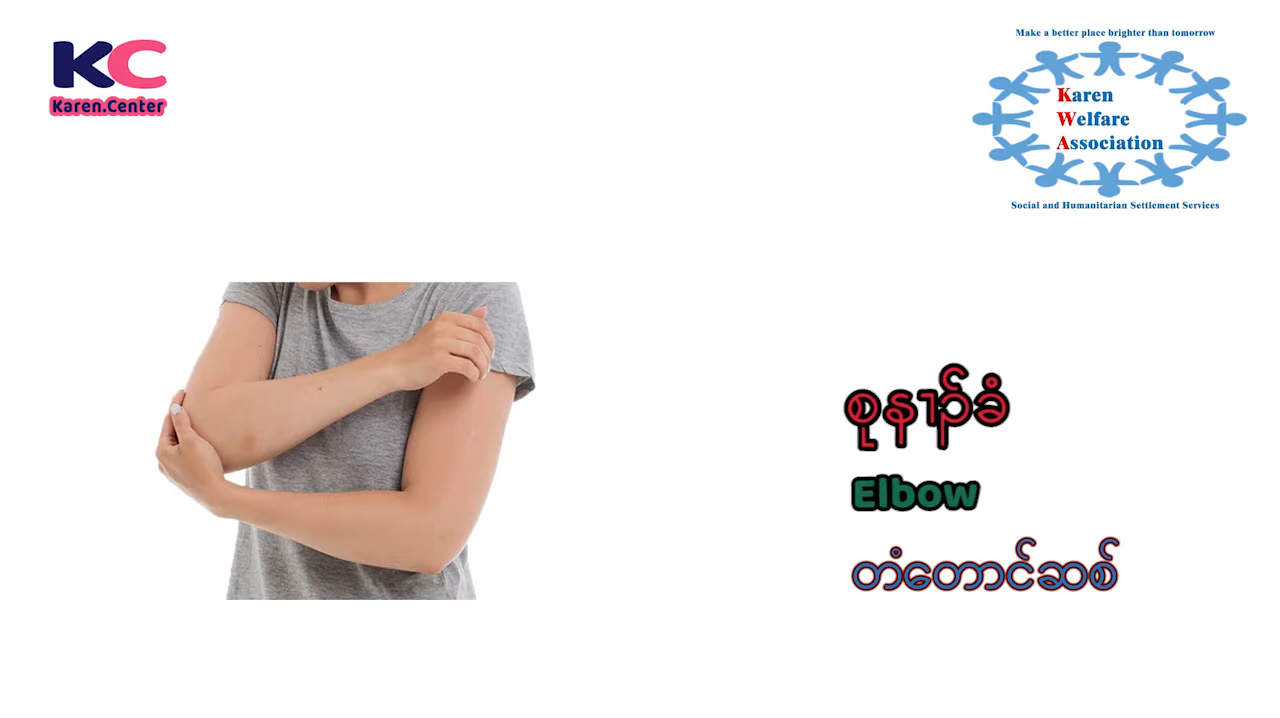 KC
Karen.Center
Make a better place brighter than tomorrow
Karen
Welfare
Association
Social and Humanitarian Settlement Services
စုနၢၣ်ခံ
Elbow
တံတောင်ဆစ်